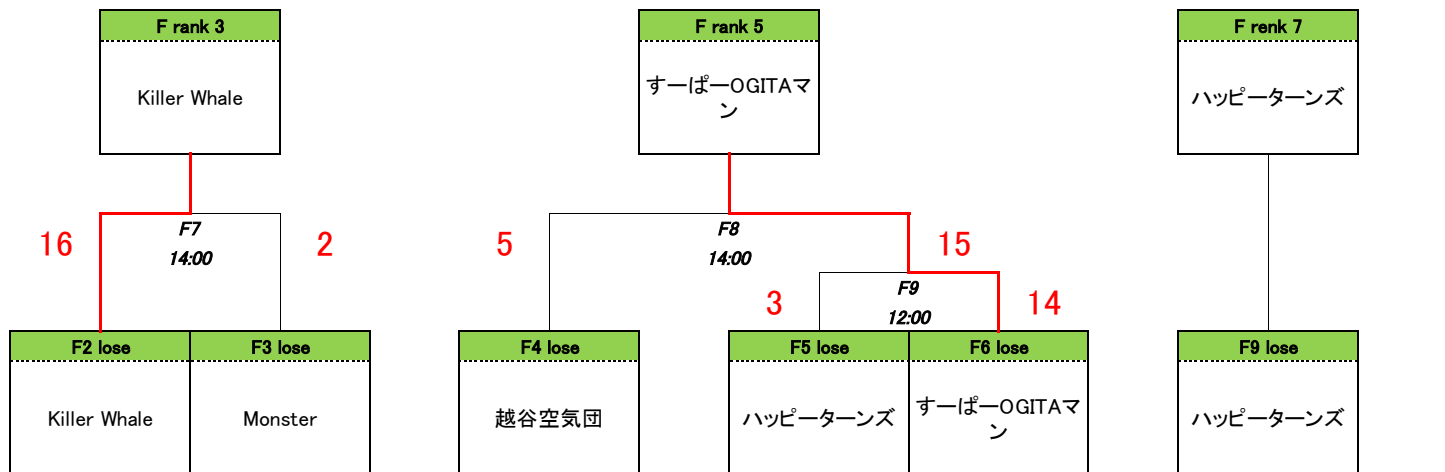 F rank 3
F rank 5
F renk 7
Killer Whale
すーぱーOGITAマ
ン
ハッピーターンズ
F7
14:00
16
2
F8
14:00
5
15
F9
12:00
3
14
F2 lose
F3 lose
F4 lose
F5 lose
F6 lose
F9 lose
Killer Whale
Monster
越谷空気団
ハッピーターンズ
すーぱーOGITAマ
ン
ハッピーターンズ